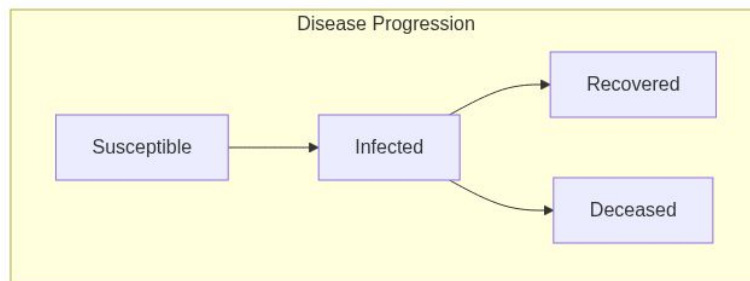 Disease Progression
Susceptible
Infected
Recovered
Deceased